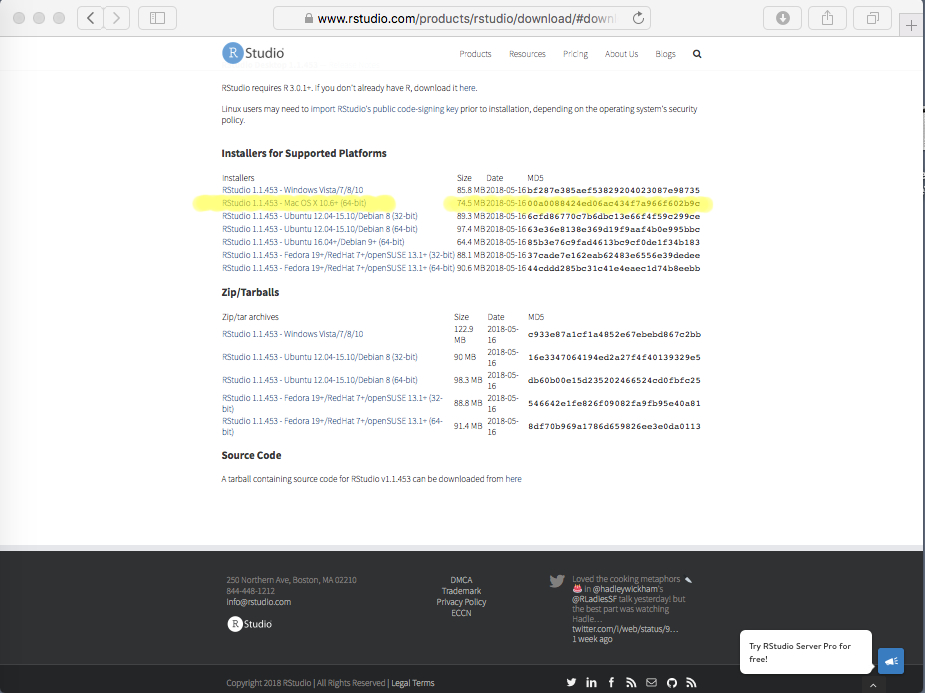 www.rstudio.com/products/rstudio/download/#downl
R Studio
Products Resources Pricing About Us Blogs
RStudio requires R 3.0.1+. If you don't already have R, download it here.
Linux users may need to import RStudio's public code-signing key prior to installation, depending on the operating system's security
policy.
Installers for Supported Platforms
Installers Size Date MD5
RStudio 1.1.453 - Windows Vista/7/8/10 85.8 MB 2018-05-16 bf287e385aef53829204023087e98735
RStudio 1.1.453 - Mac OS X 10.6+ (64-bit) 74.5 MB 2018-05-16 00a0088424ed06ac434f7a966f602b9c
RStudio 1.1.453 - Ubuntu 12.04-15.10/Debian 8 (32-bit) 89.3 MB 2018-05-16 6cfd86770c7b6dbc13e66f4f59c299ce
RStudio 1.1.453 - Ubuntu 12.04-15.10/Debian 8 (64-bit) 97.4 MB 2018-05-16 63e36e8138e369d19f9aaf4b0e995bbc
RStudio 1.1.453 - Ubuntu 16.04+/Debian 9+ (64-bit) 64.4 MB 2018-05-16 85b3e76c9fad4613bc9cf0de1f34b183
RStudio 1.1.453 - Fedora 19+/RedHat 7+/openSUSE 13.1+ (32-bit) 88.1 MB 2018-05-16 37cade7e162eab62483e6556e39dedee
RStudio 1.1.453 - Fedora 19+/RedHat 7+/openSUSE 13.1+ (64-bit) 90.6 MB 2018-05-16 44cddd285bc31c41e4eaec1d74b8eebb
Zip/Tarballs
Zip/tar archives Size Date MD5
RStudio 1.1.453 - Windows Vista/7/8/10 122.9 MB 2018-05-16 c933e87a1cf1a4852e67ebebd867c2bb
RStudio 1.1.453 - Ubuntu 12.04-15.10/Debian 8 (32-bit) 90 MB 2018-05-16 16e3347064194ed2a27f4f40139329e5
RStudio 1.1.453 - Ubuntu 12.04-15.10/Debian 8 (64-bit) 98.3 MB 2018-05-16 db60b00e15d235202466524cd0fbfc25
RStudio 1.1.453 - Fedora 19+/RedHat 7+/openSUSE 13.1+ (32-bit) 88.8 MB 2018-05-16 546642e1fe826f09082fa9fb95e40a81
RStudio 1.1.453 - Fedora 19+/RedHat 7+/openSUSE 13.1+ (64-bit) 91.4 MB 2018-05-16 8df70b969a1786d659826ee3e0da0113
Source Code
A tarball containing source code for RStudio v1.1.453 can be downloaded from here
250 Northern Ave, Boston, MA 02210
844-448-1212
info@rstudio.com
R Studio
DMCA
Trademark
Privacy Policy
ECCN
Loved the cooking metaphors
in @hadleywickham's
@RLadiesSF talk yesterday! but
the best part was watching
Hadle…
twitter.com/i/web/status/9…
1 week ago
Try RStudio Server Pro for
free!
Copyright 2018 RStudio | All Rights Reserved | Legal Terms